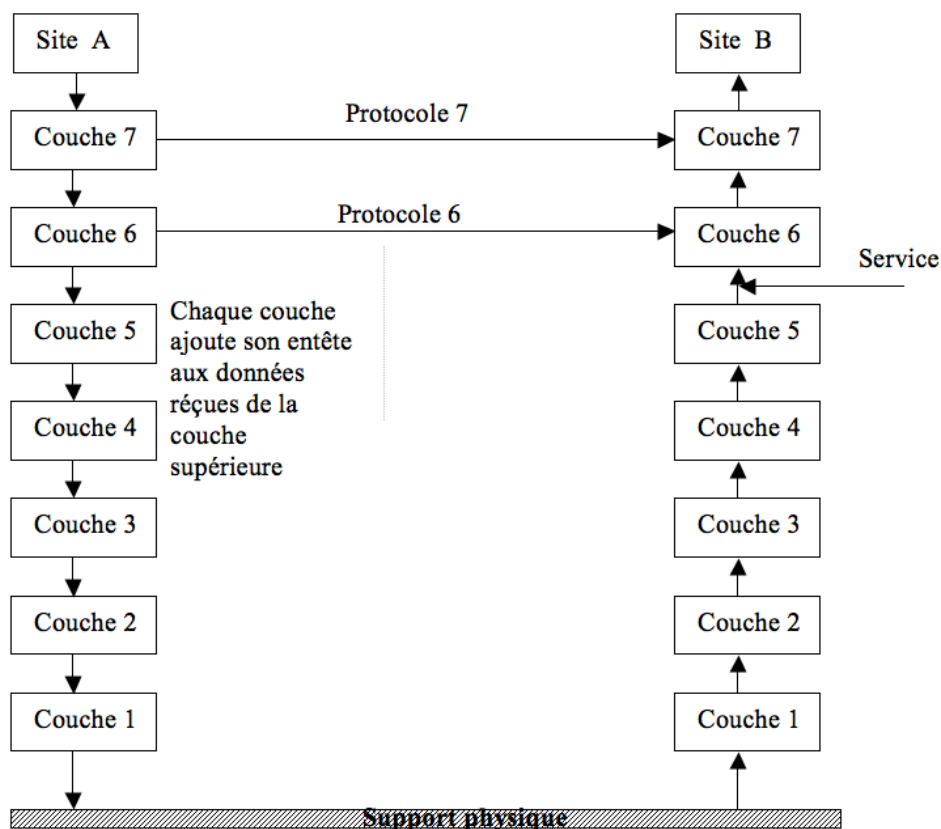 Site A
Site B
Couche 7
Protocole 7
Couche 7
Couche 6
Protocole 6
Couche 6
Service
Chaque couche
ajoute son entête
aux données
réçues de la
couche
supérieure
Couche 5
Couche 5
Couche 4
Couche 4
Couche 3
Couche 3
Couche 2
Couche 2
Couche 1
Couche 1
Support physique